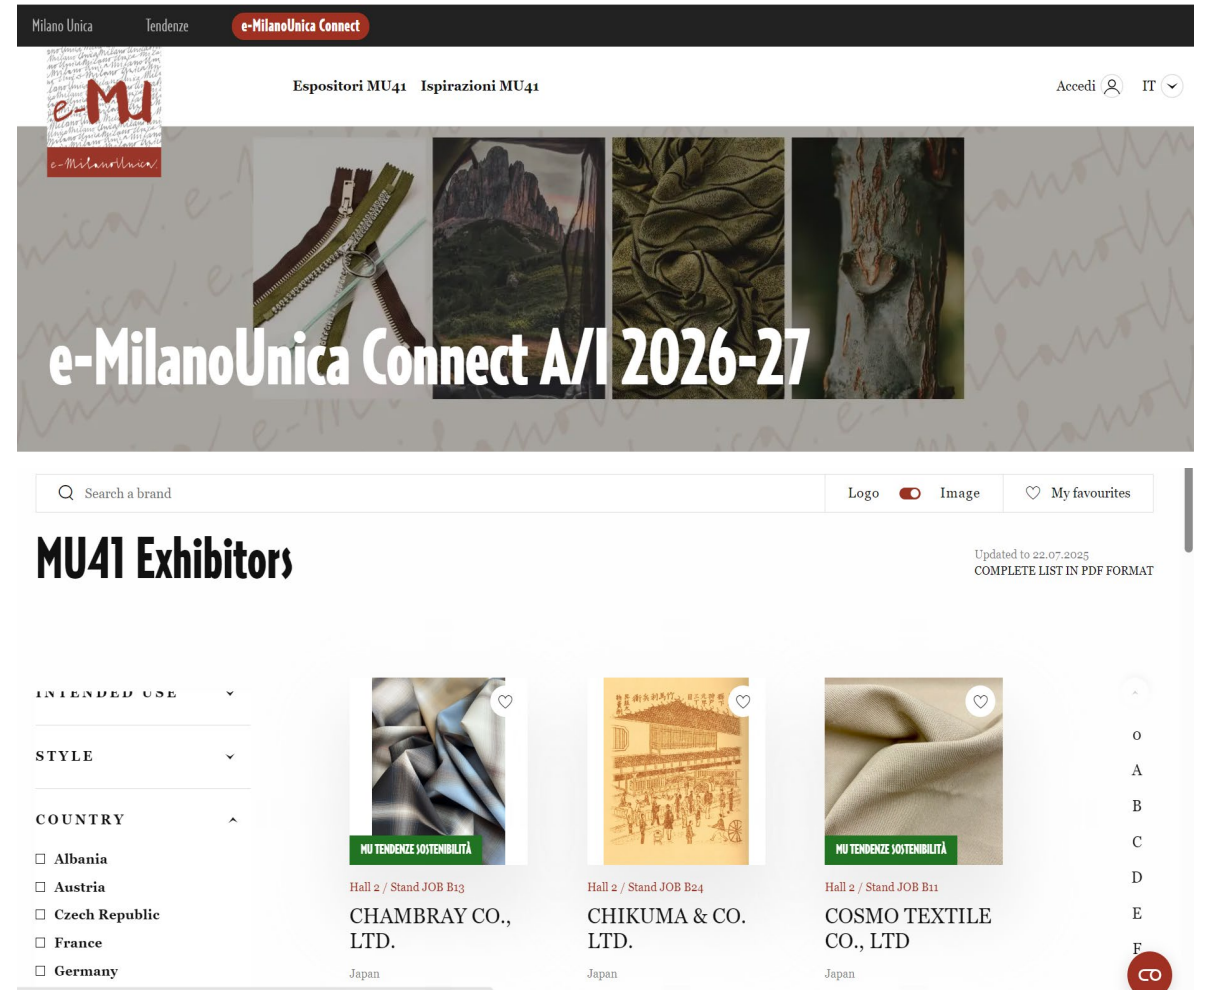 Milano Unica
Tendenze
e-MilanoUnica Connect
e-MU
e-MilanoUnica
Espositori MU41
Ispirazioni MU41
Accedi
IT
e-MilanoUnica Connect A/I 2026-27
Search a brand
Logo
Image
My favourites
MU41 Exhibitors
Updated to 22.07.2025
COMPLETE LIST IN PDF FORMAT
INTENDED USE
STYLE
COUNTRY
Albania
Austria
Czech Republic
France
Germany
MU TENDENZE SOSTENIBILITÀ
Hall 2 / Stand JOB B13
CHAMBRAY CO.,
LTD.
Japan
Hall 2 / Stand JOB B24
CHIKUMA & CO.
LTD.
Japan
MU TENDENZE SOSTENIBILITÀ
Hall 2 / Stand JOB B11
COSMO TEXTILE
CO., LTD
Japan
0
A
B
C
D
E
F